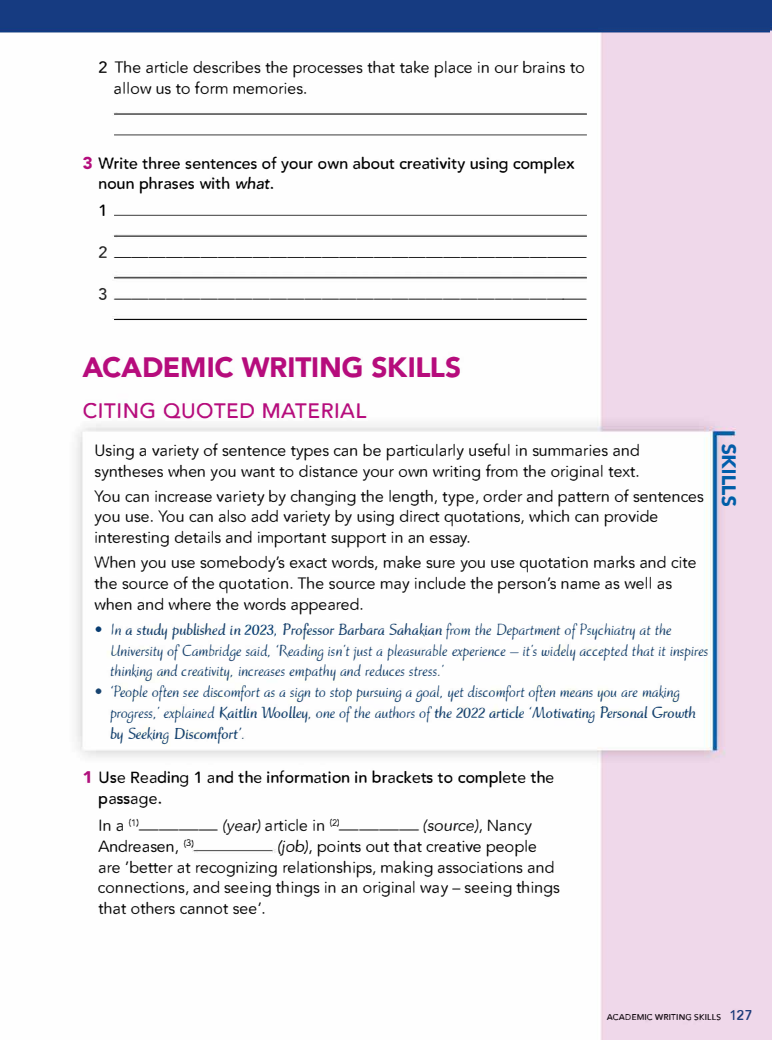 2 The article describes the processes that take place in our brains to
allow us to form memories.
3 Write three sentences of your own about creativity using complex
noun phrases with what.
1
2
3
ACADEMIC WRITING SKILLS
CITING QUOTED MATERIAL
Using a variety of sentence types can be particularly useful in summaries and
syntheses when you want to distance your own writing from the original text.
You can increase variety by changing the length, type, order and pattern of sentences
you use. You can also add variety by using direct quotations, which can provide
interesting details and important support in an essay.
When you use somebody's exact words, make sure you use quotation marks and cite
the source of the quotation. The source may include the person's name as well as
when and where the words appeared.
• In a study published in 2023, Professor Barbara Sahakian from the Department of Psychiatry at the
University of Cambridge said, 'Reading isn't just a pleasurable experience – it's widely accepted that it inspires
thinking and creativity, increases empathy and reduces stress.'
• 'People often see discomfort as a sign to stop pursuing a goal, yet discomfort often means you are making
progress,' explained Kaitlin Woolley, one of the authors of the 2022 article 'Motivating Personal Growth
by Seeking Discomfort'.
SKILLS
1 Use Reading 1 and the information in brackets to complete the
passage.
In a (1)__________ (year) article in (2)__________ (source), Nancy
Andreasen, (3)__________ (job), points out that creative people
are 'better at recognizing relationships, making associations and
connections, and seeing things in an original way – seeing things
that others cannot see'.
ACADEMIC WRITING SKILLS 127